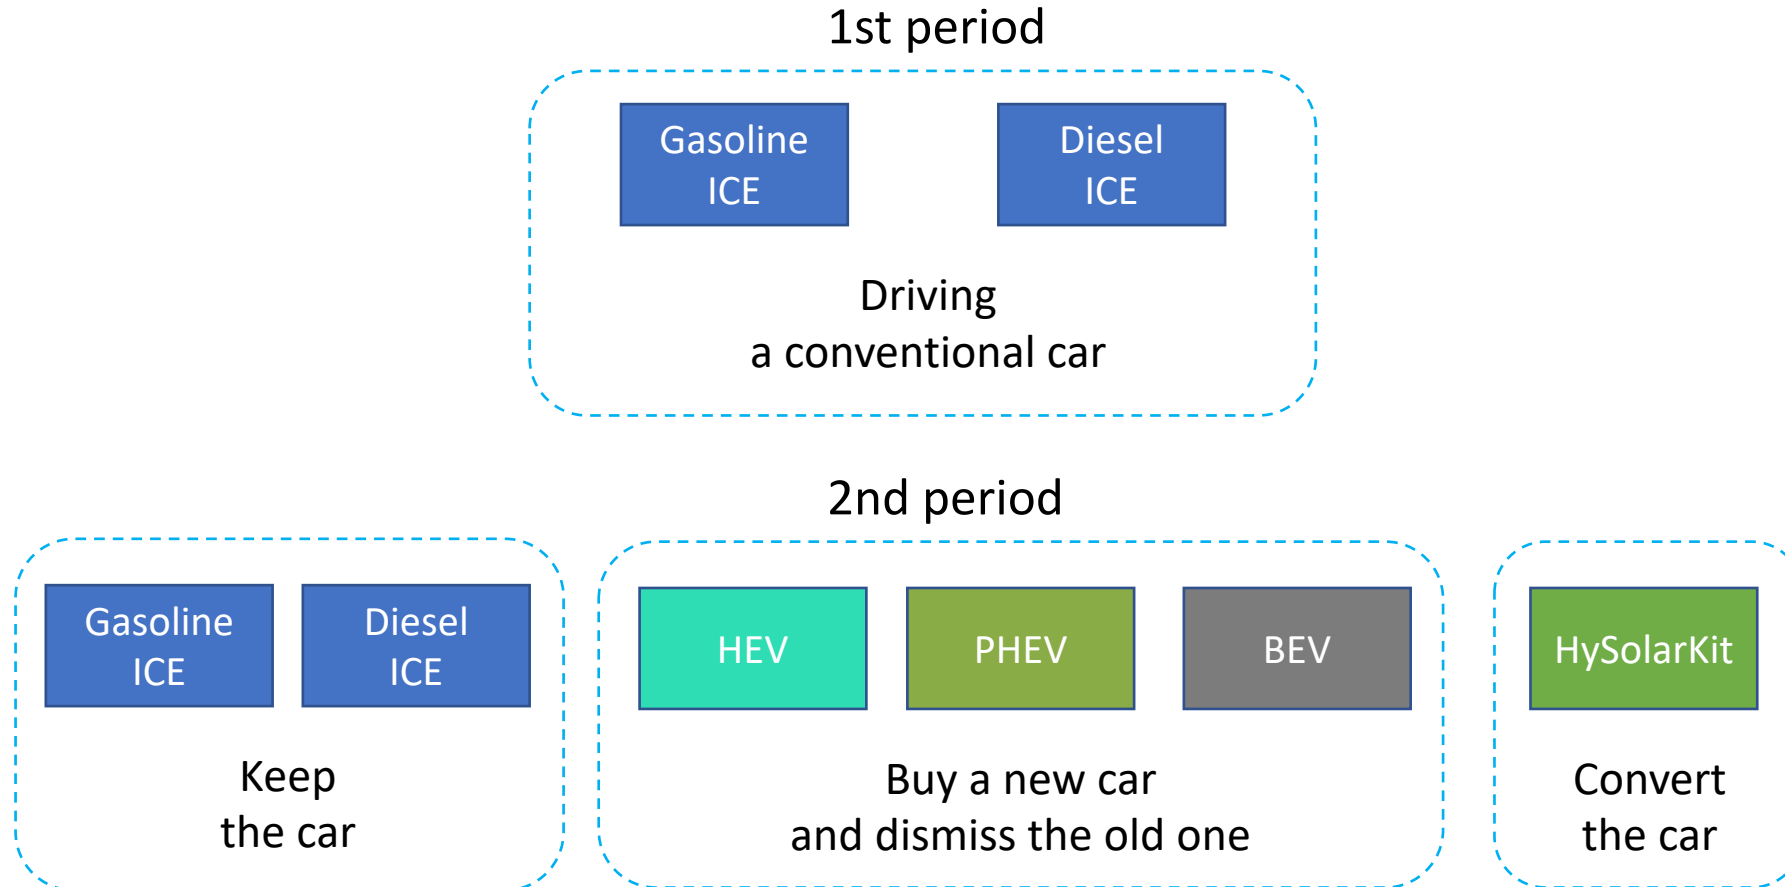 1st period
Gasoline
ICE
Diesel
ICE
Driving
a conventional car
2nd period
Gasoline
ICE
Diesel
ICE
Keep
the car
HEV
PHEV
BEV
Buy a new car
and dismiss the old one
HySolarKit
Convert
the car